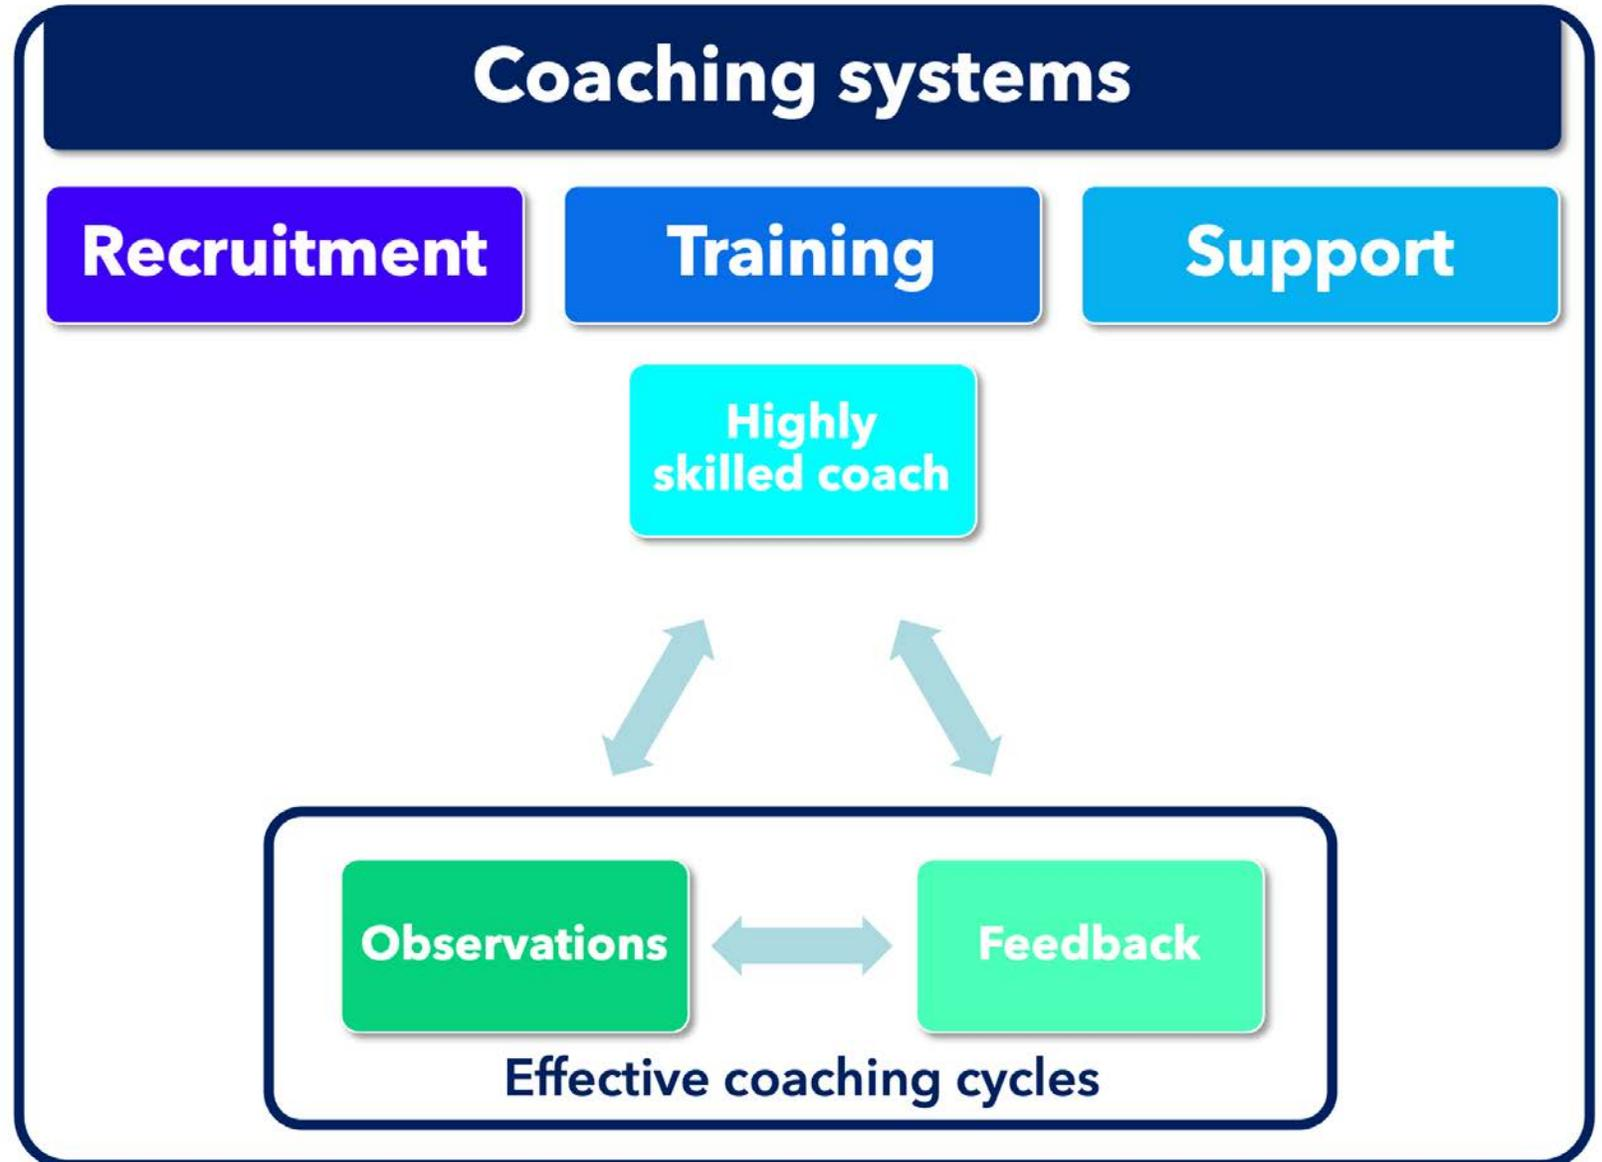 Coaching systems
Recruitment
Training
Support
Highly
skilled coach
Observations
Feedback
Effective coaching cycles